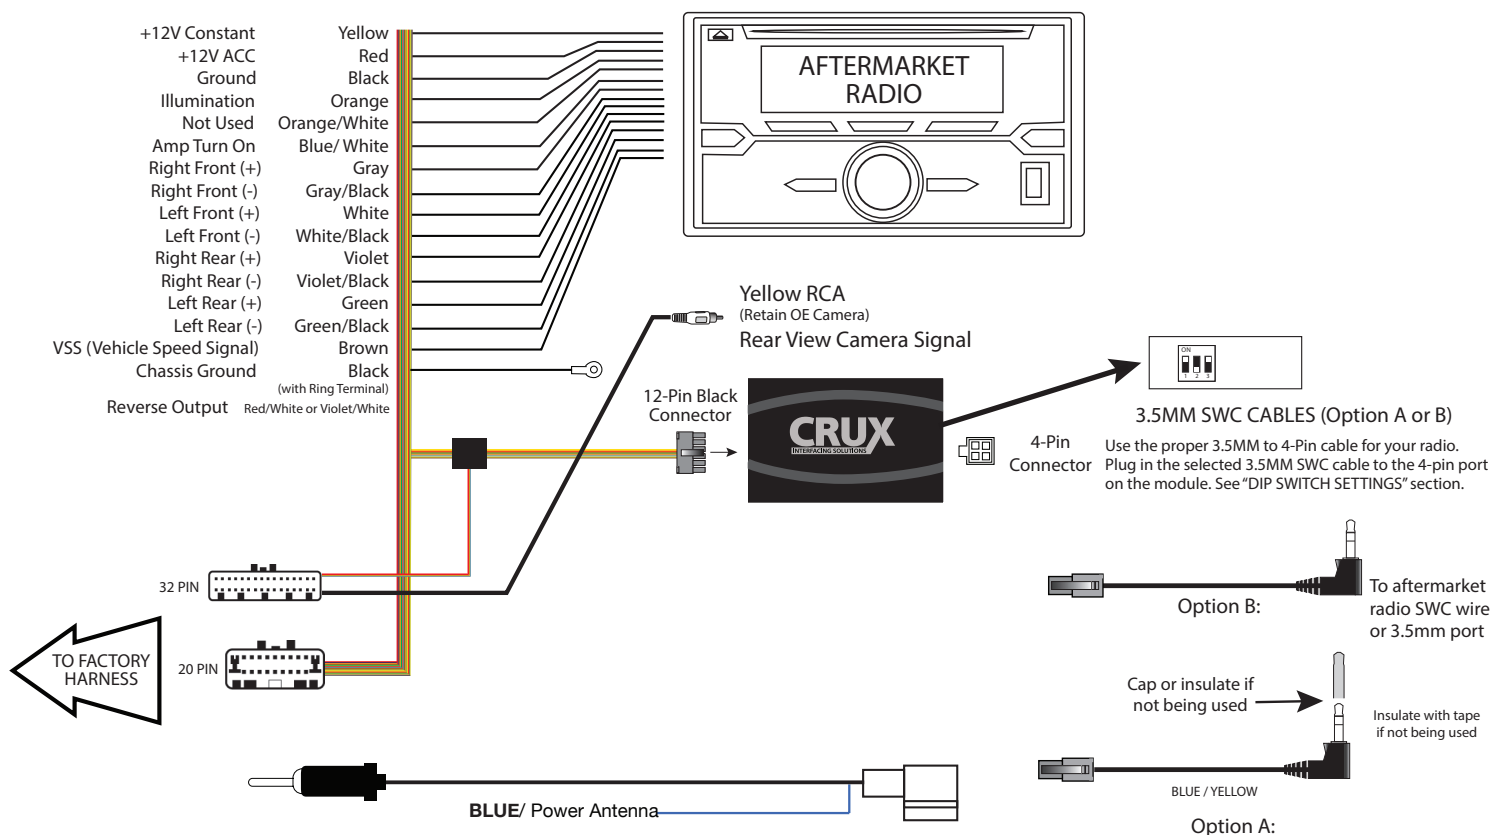 +12V Constant Yellow
+12V ACC Red
Ground Black
Illumination Orange
Not Used Orange/White
Amp Turn On Blue/ White
Right Front (+) Gray
Right Front (-) Gray/Black
Left Front (+) White
Left Front (-) White/Black
Right Rear (+) Violet
Right Rear (-) Violet/Black
Left Rear (+) Green
Left Rear (-) Green/Black
VSS (Vehicle Speed Signal) Brown
Chassis Ground Black
(with Ring Terminal)
Reverse Output Red/White or Violet/White
AFTERMARKET
RADIO
Yellow RCA
(Retain OE Camera)
Rear View Camera Signal
12-Pin Black
Connector
CRUX
INTERFACING SOLUTIONS
4-Pin
Connector
ON
1 2 3
3.5MM SWC CABLES (Option A or B)
Use the proper 3.5MM to 4-Pin cable for your radio.
Plug in the selected 3.5MM SWC cable to the 4-pin port
on the module. See “DIP SWITCH SETTINGS” section.
32 PIN
20 PIN
TO FACTORY
HARNESS
Option B:
To aftermarket
radio SWC wire
or 3.5mm port
Cap or insulate if
not being used
Insulate with tape
if not being used
BLUE / YELLOW
Option A:
BLUE/ Power Antenna